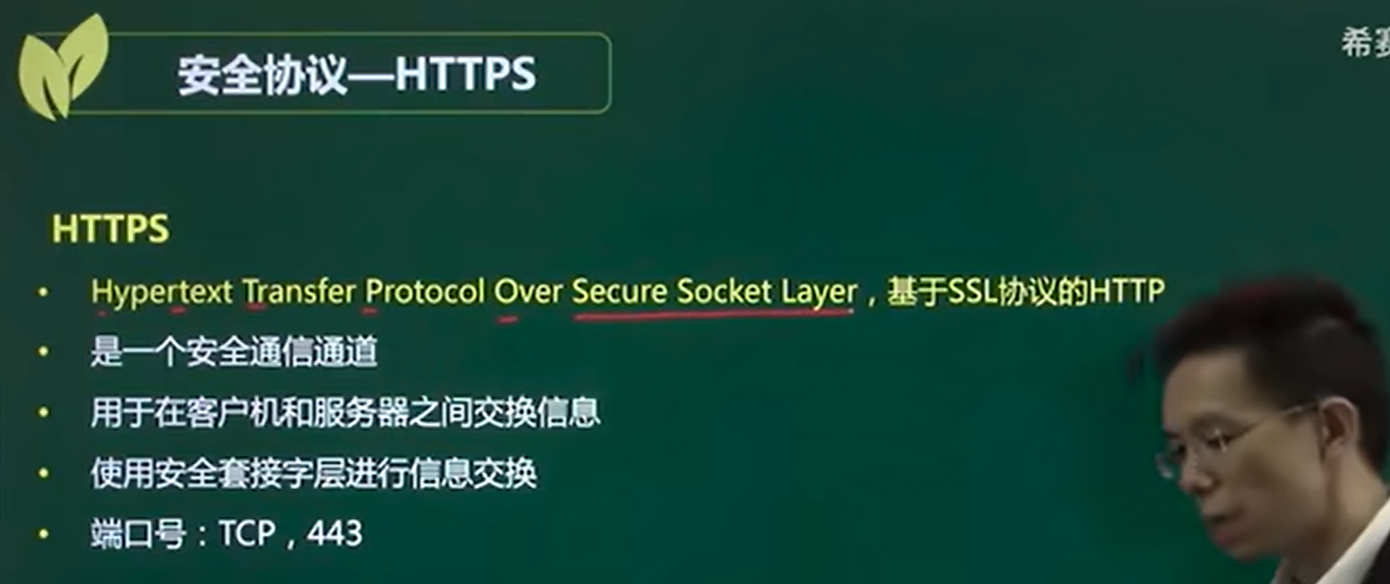 安全协议—HTTPS
希赛
HTTPS
• Hypertext Transfer Protocol Over Secure Socket Layer，基于SSL协议的HTTP
• 是一个安全通信通道
• 用于在客户机和服务器之间交换信息
• 使用安全套接字层进行信息交换
• 端口号：TCP，443